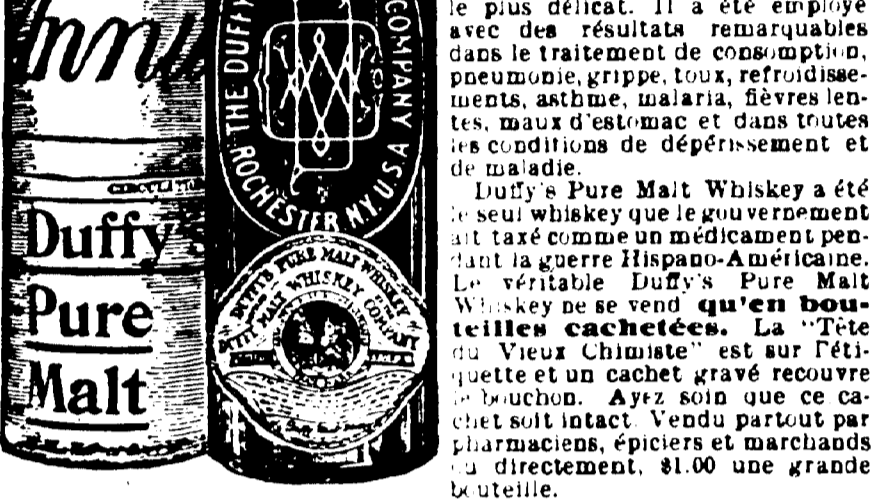 Duffy's
Pure
Malt
THE DUFFY
COMPANY
ROCHESTER N.Y. U.S.A
DUFFY'S PURE MALT WHISKEY
MALT WHISKEY COMPANY
le plus délicat. Il a été employé
avec des résultats remarquables
dans le traitement de consomption,
pneumonie, grippe, toux, refroidisse-
ments, asthme, malaria, fièvres len-
tes, maux d'estomac et dans toutes
les conditions de dépérissement et
de maladie.
Duffy's Pure Malt Whiskey a été
le seul whiskey que le gouvernement
ait taxé comme un médicament pen-
dant la guerre Hispano-Américaine.
Le véritable Duffy's Pure Malt
Whiskey ne se vend qu'en bou-
teilles cachetées. La "Tête
du Vieux Chimiste" est sur l'éti-
quette et un cachet gravé recouvre
le bouchon. Ayez soin que ce ca-
chet soit intact. Vendu partout par
pharmaciens, épiciers et marchands
ou directement, $1.00 une grande
bouteille.